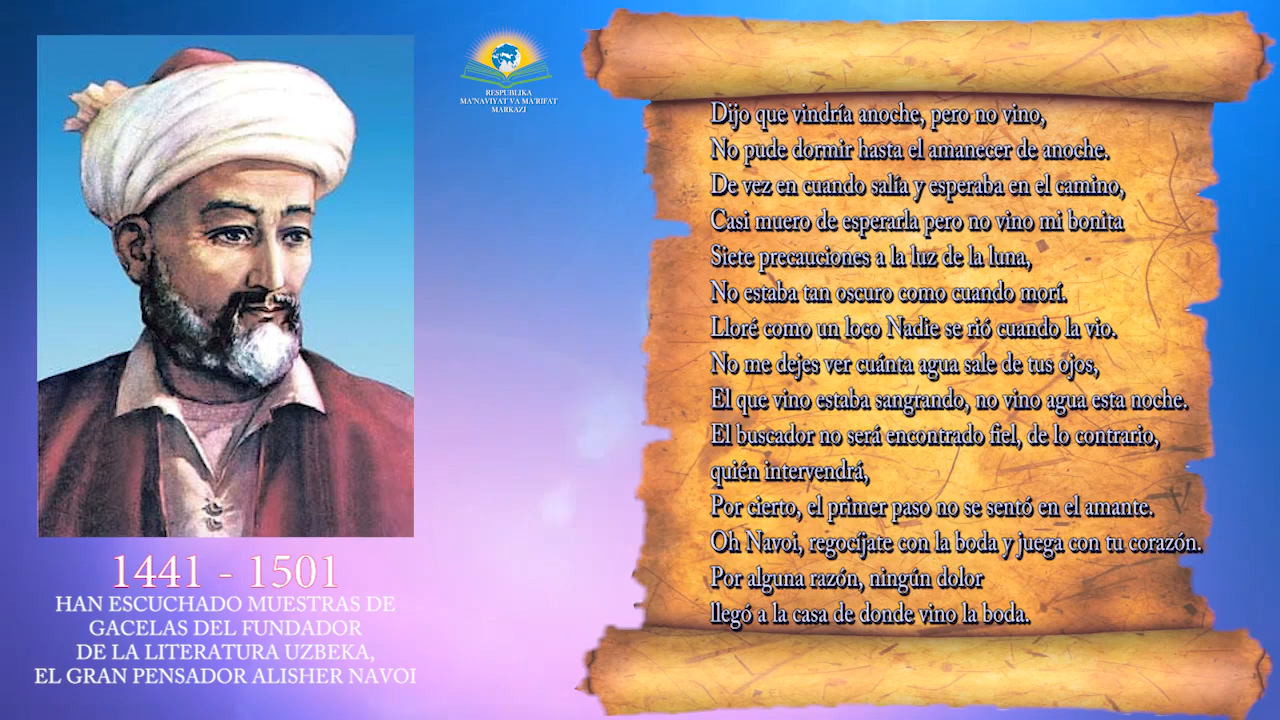 RESPUBLIKA
MA'NAVIYAT VA MA'RIFAT
MARKAZI
Dijo que vindría anoche, pero no vino,
No pude dormir hasta el amanecer de anoche.
De vez en cuando salía y esperaba en el camino,
Casi muero de esperarla pero no vino mi bonita
Siete precauciones a la luz de la luna,
No estaba tan oscuro como cuando morí.
Lloré como un loco Nadie se rió cuando la vio.
No me dejes ver cuánta agua sale de tus ojos,
El que vino estaba sangrando, no vino agua esta noche.
El buscador no será encontrado fiel, de lo contrario,
quién intervendrá,
Por cierto, el primer paso no se sentó en el amante.
Oh Navoi, regocíjate con la boda y juega con tu corazón.
Por alguna razón, ningún dolor
llegó a la casa de donde vino la boda.
1441 - 1501
HAN ESCUCHADO MUESTRAS DE
GACELAS DEL FUNDADOR
DE LA LITERATURA UZBEKA,
EL GRAN PENSADOR ALISHER NAVOI